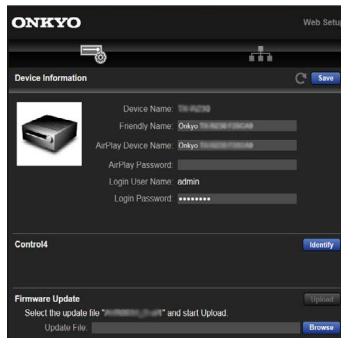 ONKYO
Web Setup
Device Information
Save
Device Name:
Friendly Name: Onkyo
AirPlay Device Name: Onkyo
AirPlay Password:
Login User Name: admin
Login Password: ••••••••
Control4
Identify
Firmware Update
Upload
Select the update file " " and start Upload.
Update File:
Browse